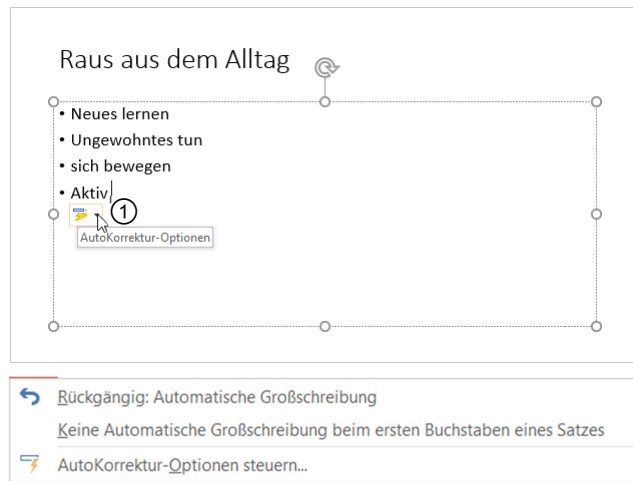 Raus aus dem Alltag
• Neues lernen
• Ungewohntes tun
• sich bewegen
• Aktiv
1
AutoKorrektur-Optionen
Rückgängig: Automatische Großschreibung
Keine Automatische Großschreibung beim ersten Buchstaben eines Satzes
AutoKorrektur-Optionen steuern...